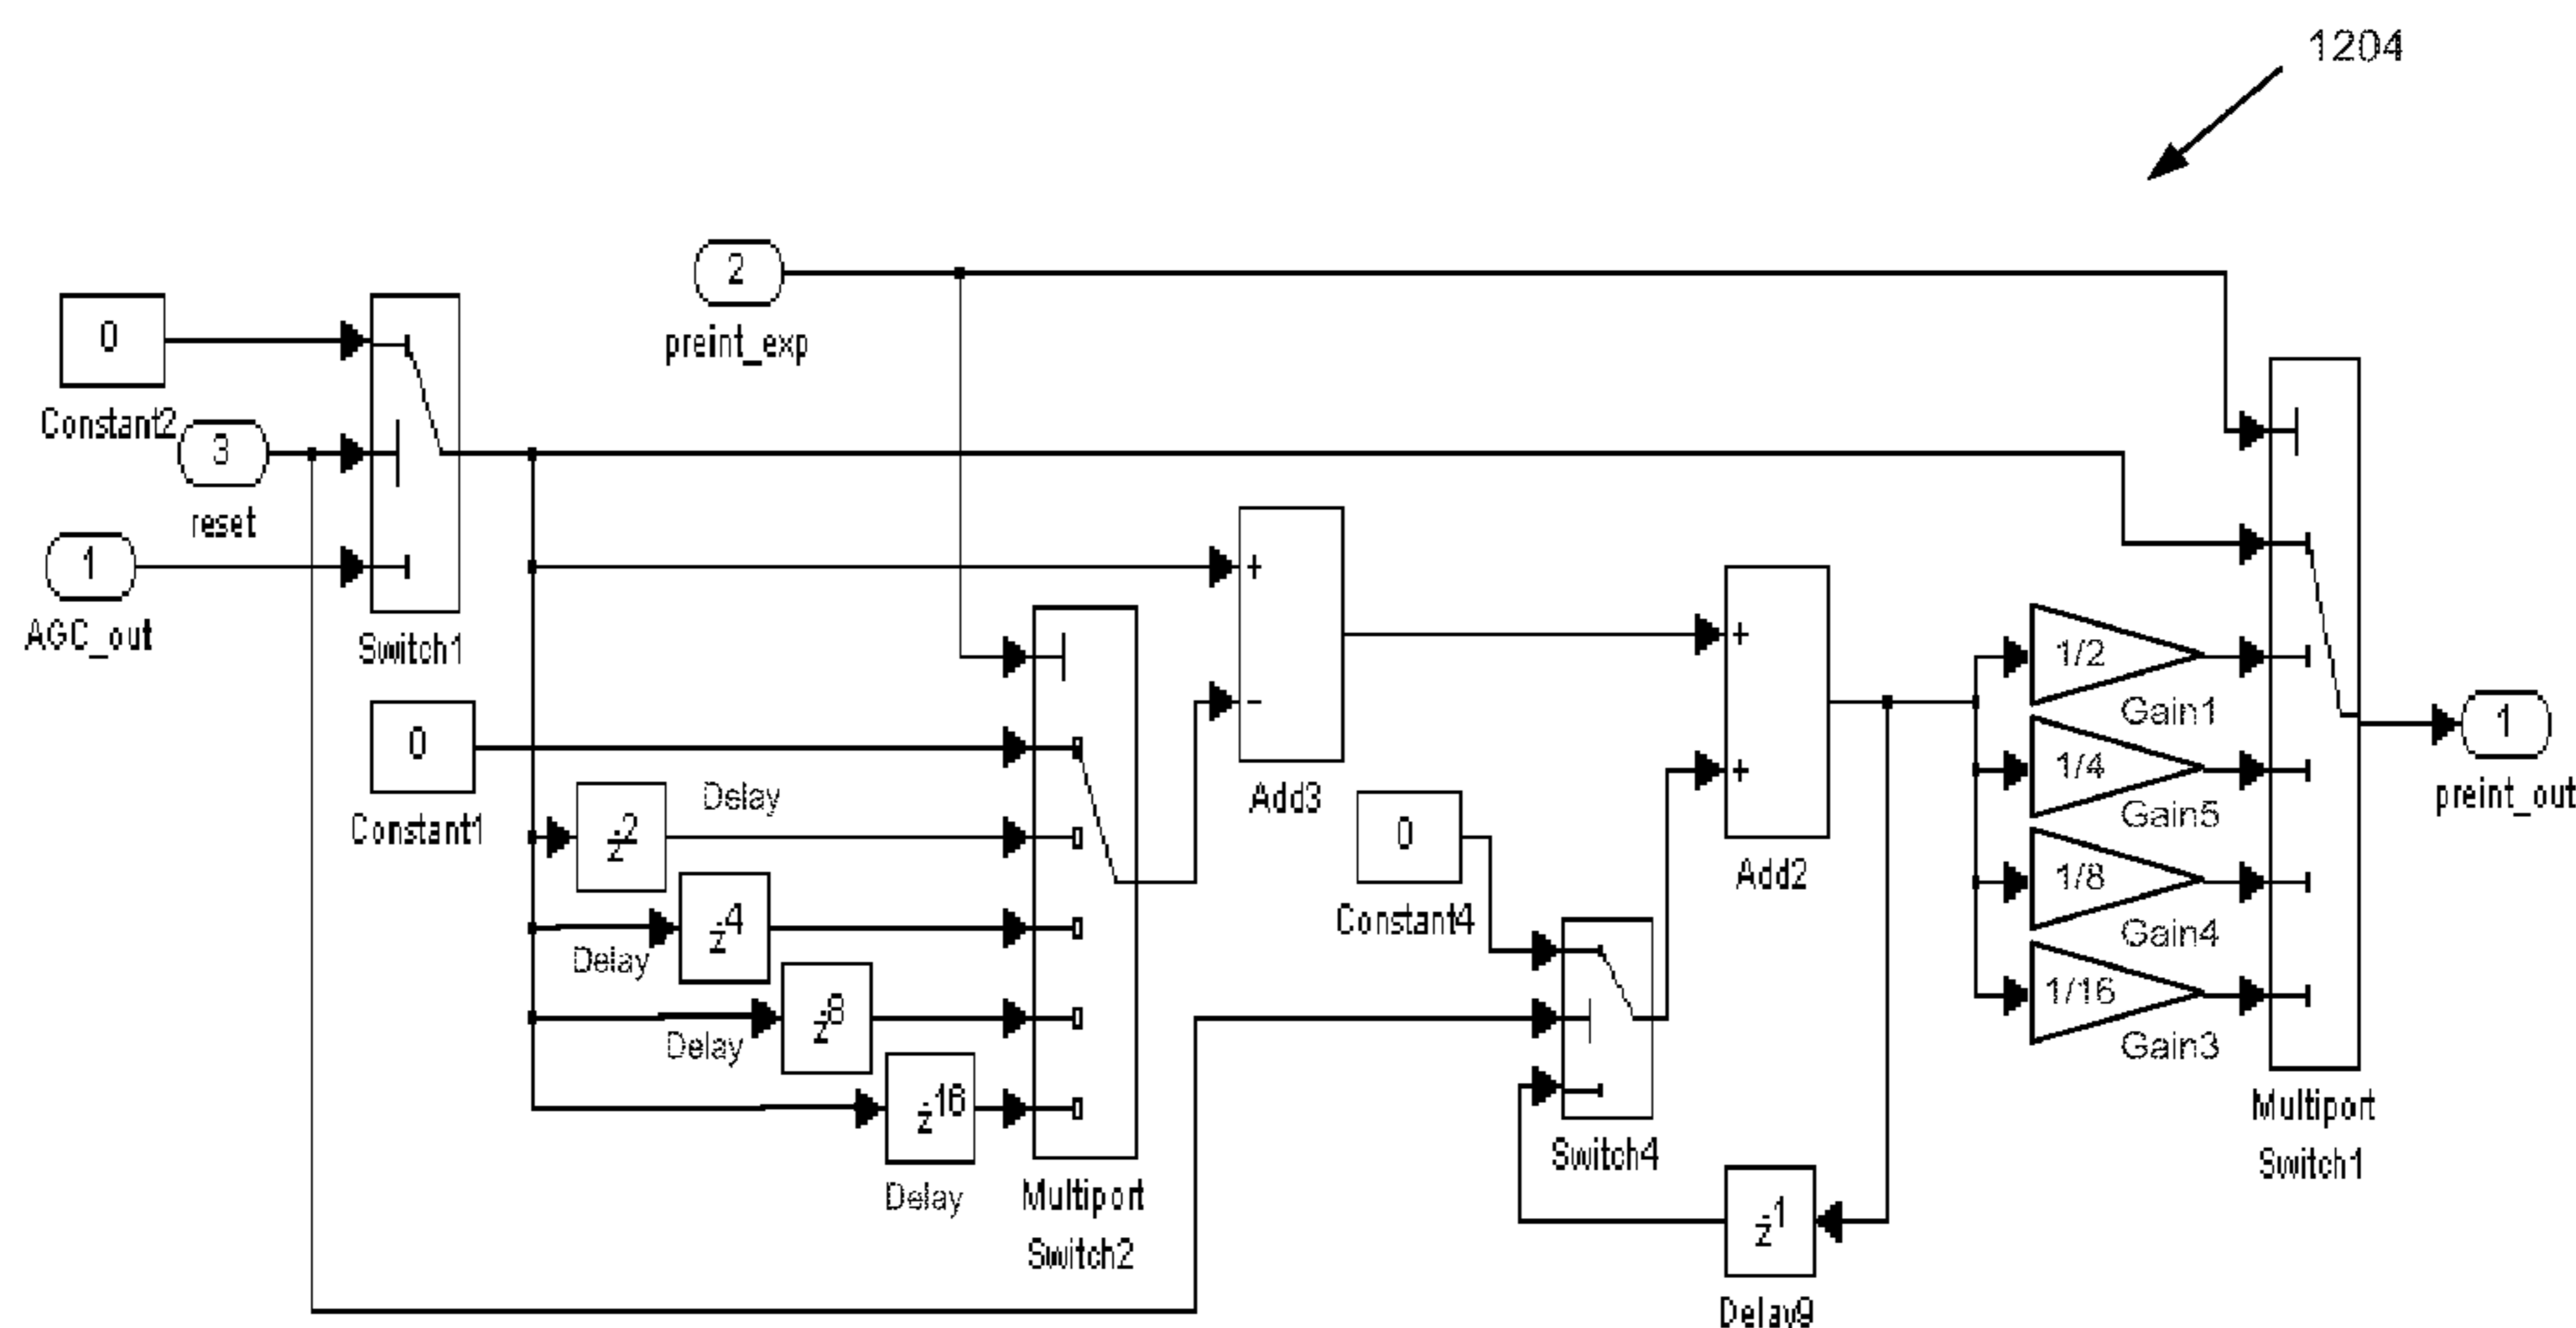 1204
2
preint_exp
0
Constant2
3
reset
1
AGC_out
Switch1
0
Constant1
Delay
z-2
z-4
Delay
z-8
Delay
z-16
Delay
Multiport
Switch2
+
-
Add3
0
Constant4
Switch4
+
+
Add2
z-1
Delay9
1/2
Gain1
1/4
Gain5
1/8
Gain4
1/16
Gain3
Multiport
Switch1
1
preint_out